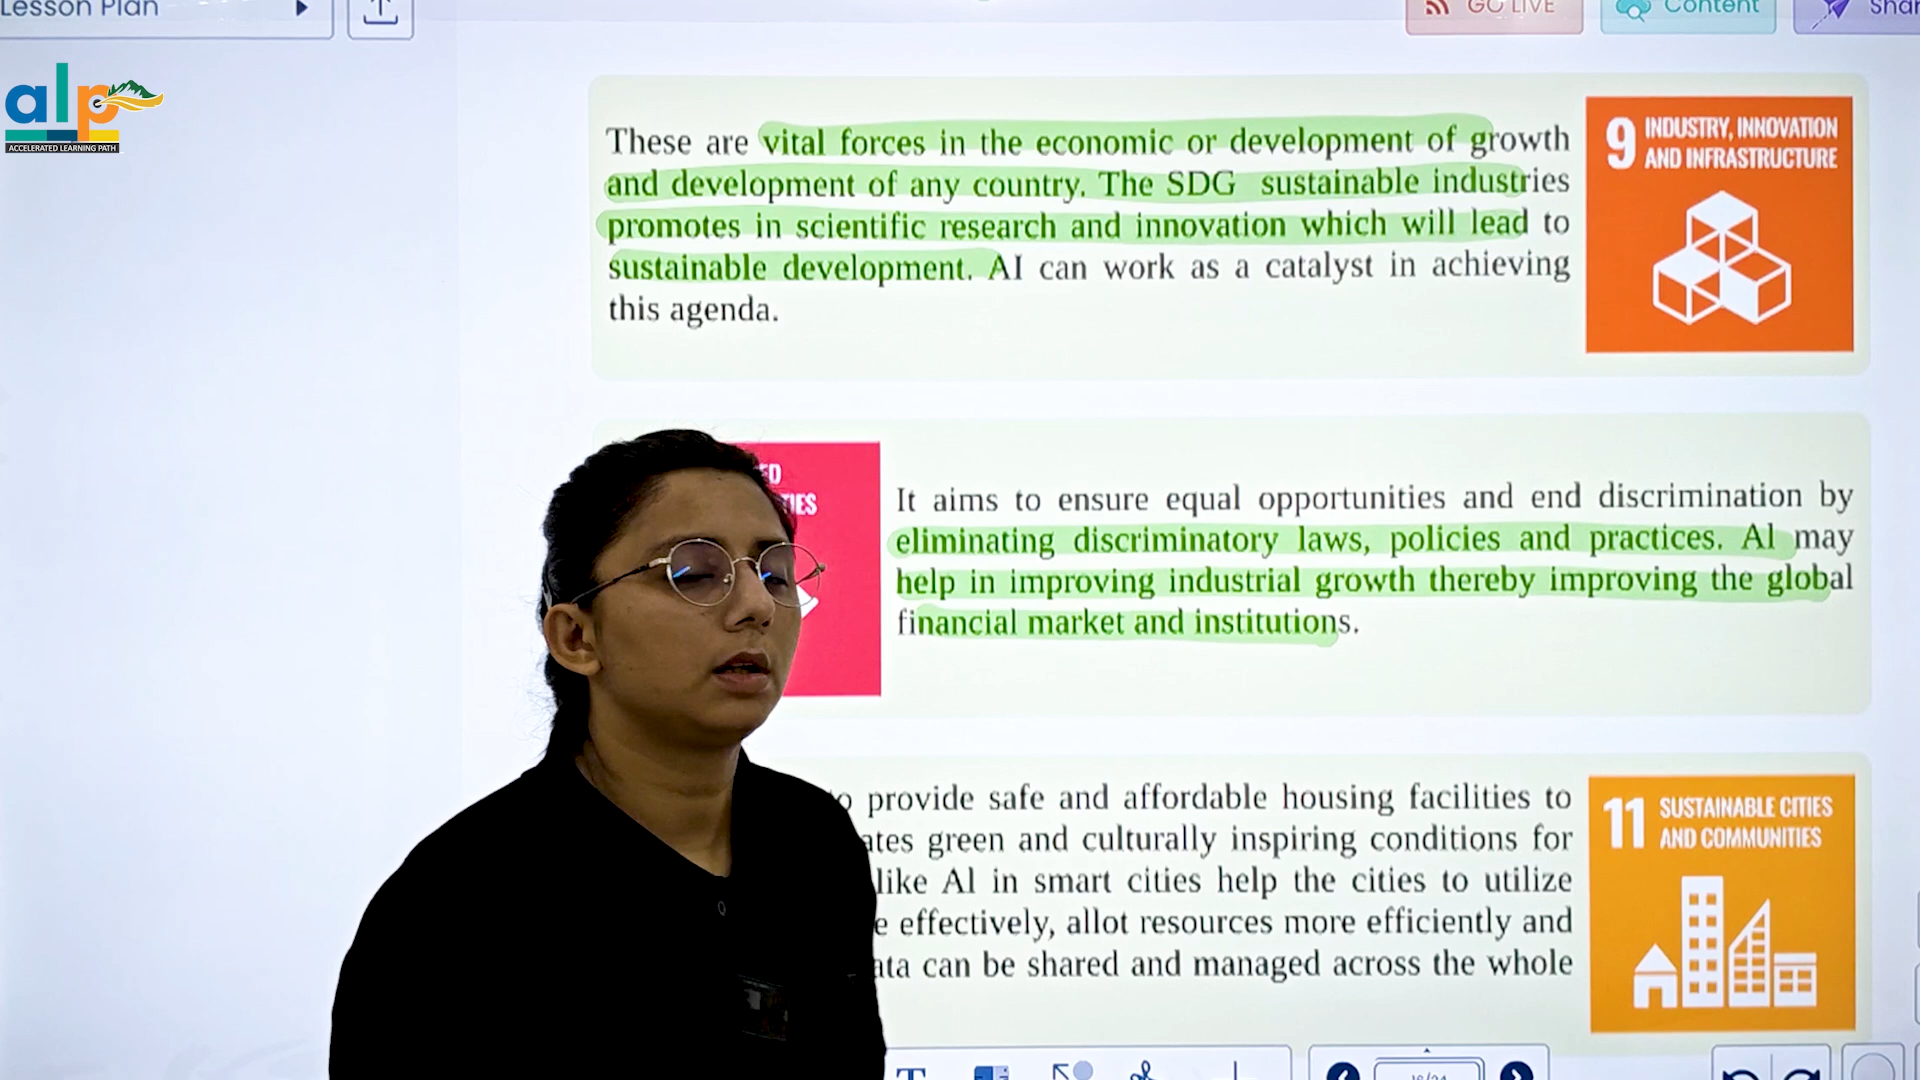 Lesson Plan
GO LIVE
Content
alp
ACCELERATED LEARNING PATH
These are vital forces in the economic or development of growth
and development of any country. The SDG sustainable industries
promotes in scientific research and innovation which will lead to
sustainable development. AI can work as a catalyst in achieving
this agenda.
9 INDUSTRY, INNOVATION
AND INFRASTRUCTURE
It aims to ensure equal opportunities and end discrimination by
eliminating discriminatory laws, policies and practices. Al may
help in improving industrial growth thereby improving the global
financial market and institutions.
provide safe and affordable housing facilities to
green and culturally inspiring conditions for
like Al in smart cities help the cities to utilize
effectively, allot resources more efficiently and
can be shared and managed across the whole
11 SUSTAINABLE CITIES
AND COMMUNITIES